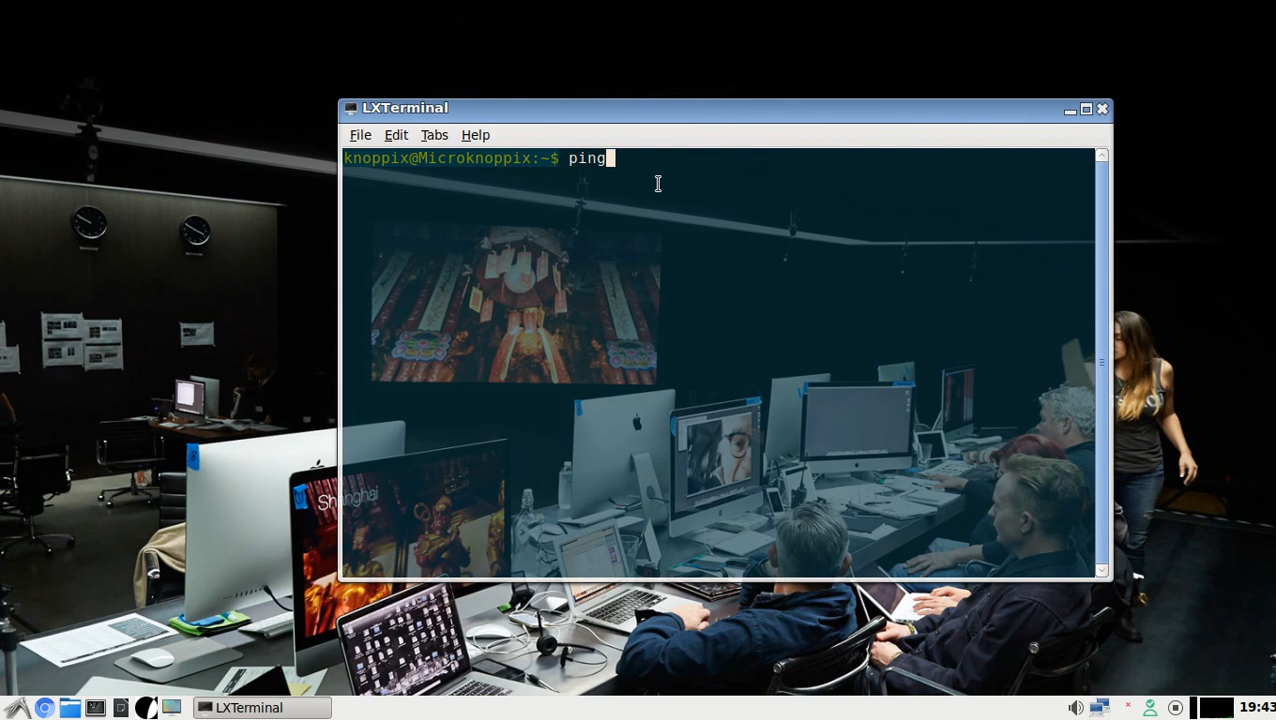 LXTerminal
File Edit Tabs Help
knoppix@Microknoppix:~$ ping
Shanghai
LXTerminal
19:43